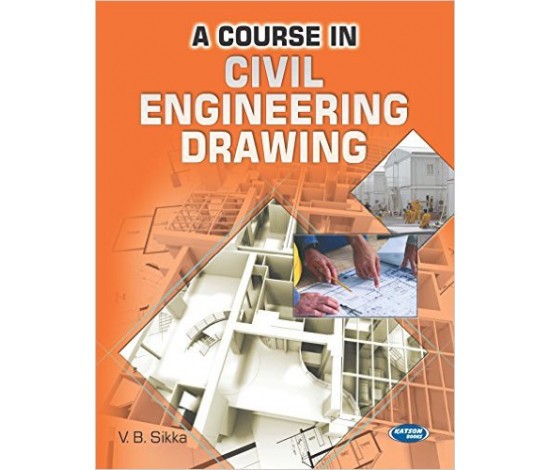 A COURSE IN
CIVIL
ENGINEERING
DRAWING
V. B. Sikka
KATSON
BOOKS